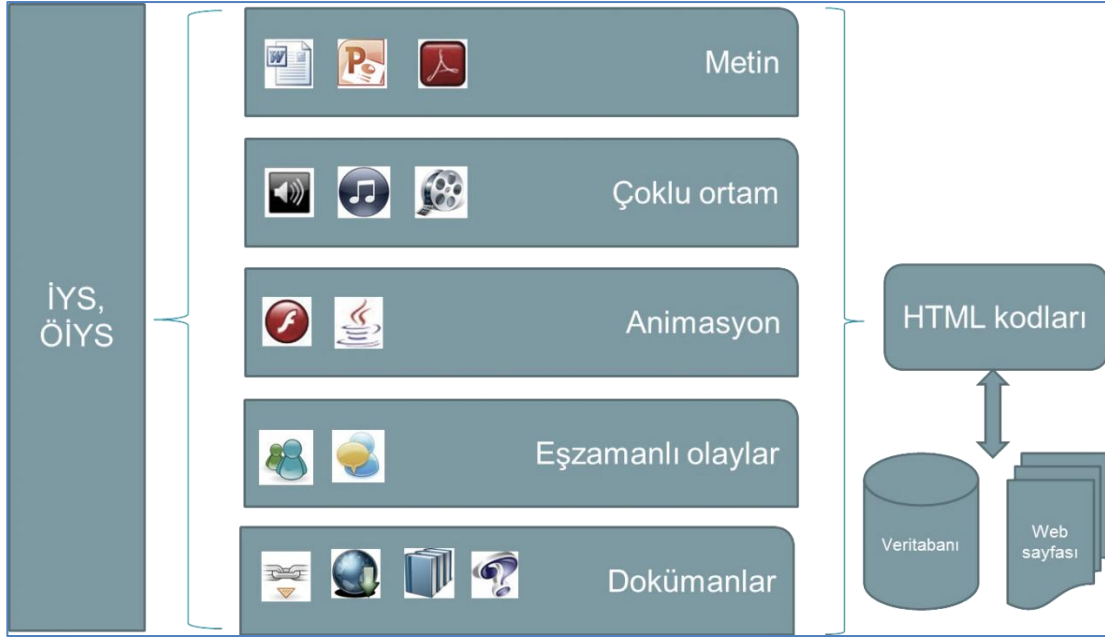 İYS,
ÖİYS
Metin
Çoklu ortam
Animasyon
Eşzamanlı olaylar
Dokümanlar
HTML kodları
Veritabanı
Web
sayfası